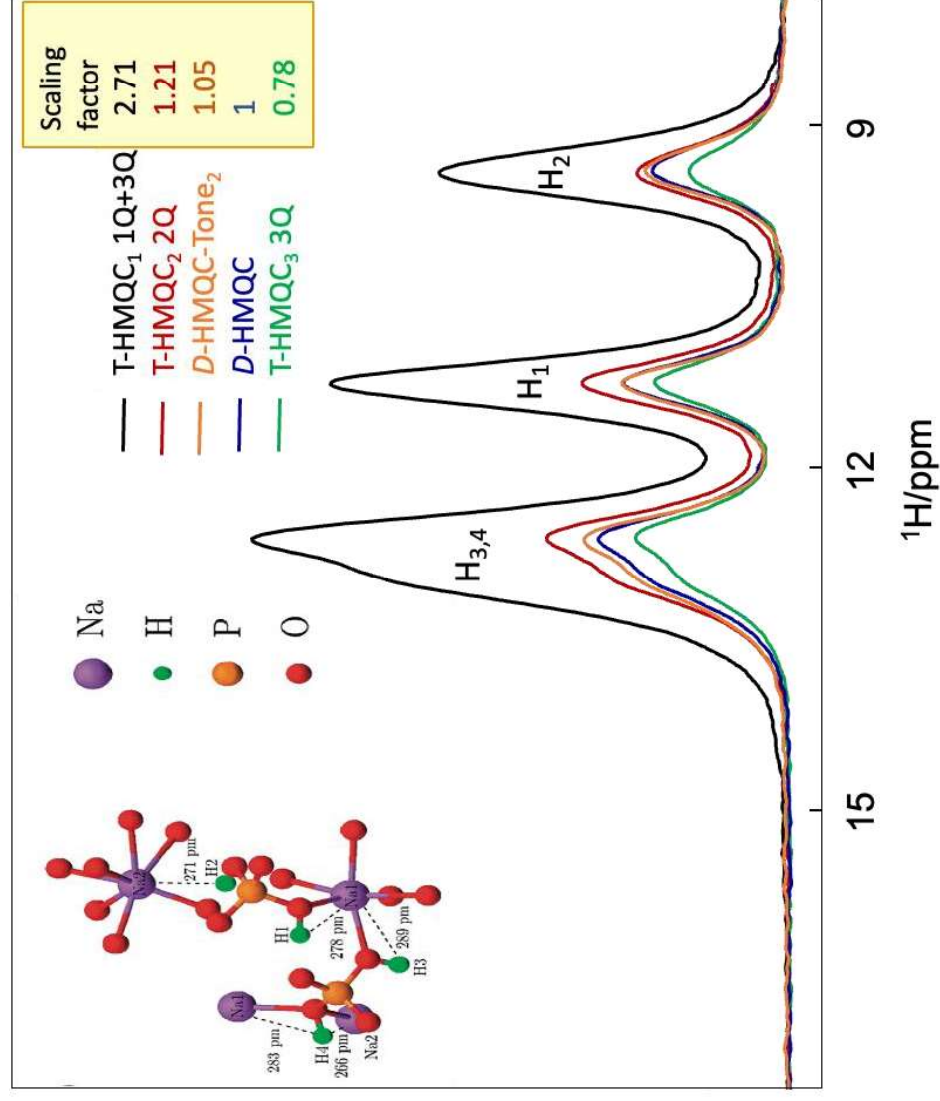 Scaling
factor
T-HMQC₁ 1Q+3Q 2.71
T-HMQC₂ 2Q 1.21
D-HMQC-Tone₂ 1.05
D-HMQC 1
T-HMQC₃ 3Q 0.78
Na
H
P
O
Na2
271 pm
H2
H1
Na1
278 pm
289 pm
H3
Na1
283 pm
H4
266 pm
Na2
H₃,₄
H₁
H₂
15
12
9
¹H/ppm